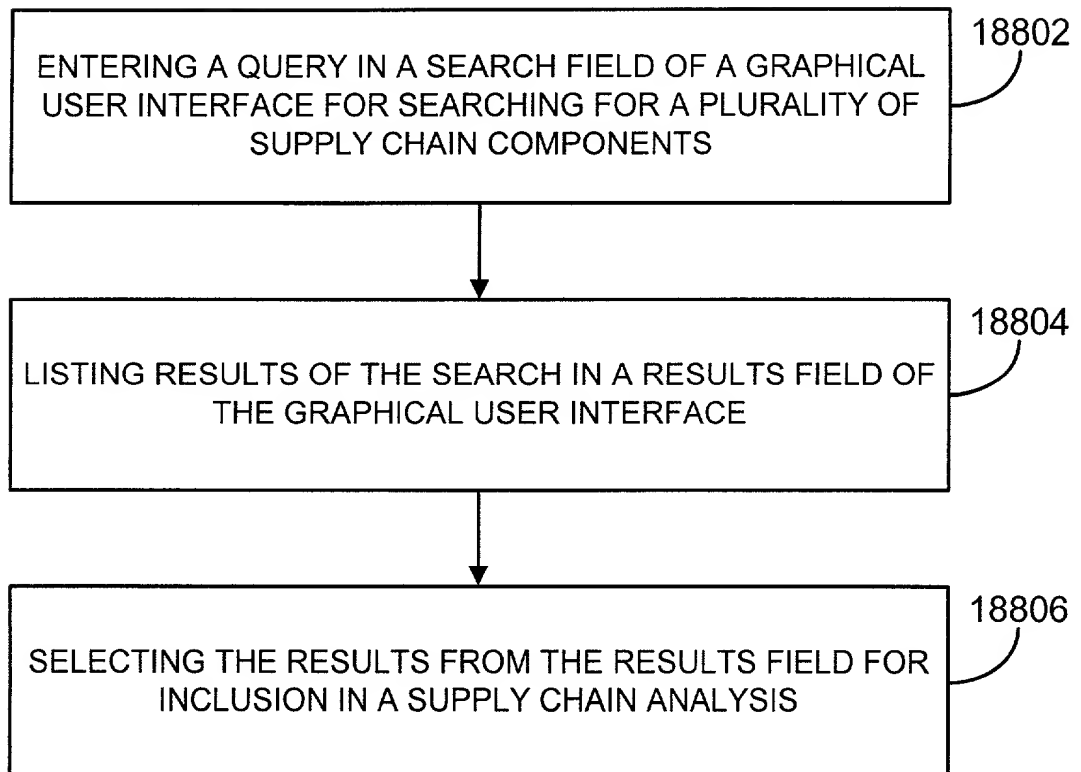 18802
ENTERING A QUERY IN A SEARCH FIELD OF A GRAPHICAL
USER INTERFACE FOR SEARCHING FOR A PLURALITY OF
SUPPLY CHAIN COMPONENTS
18804
LISTING RESULTS OF THE SEARCH IN A RESULTS FIELD OF
THE GRAPHICAL USER INTERFACE
18806
SELECTING THE RESULTS FROM THE RESULTS FIELD FOR
INCLUSION IN A SUPPLY CHAIN ANALYSIS